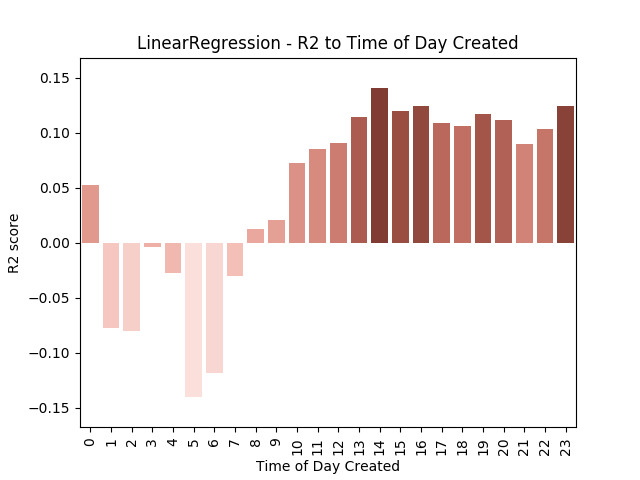 LinearRegression - R2 to Time of Day Created
0.15
0.10
0.05
0.00
−0.05
−0.10
−0.15
R2 score
0 1 2 3 4 5 6 7 8 9 10 11 12 13 14 15 16 17 18 19 20 21 22 23
Time of Day Created